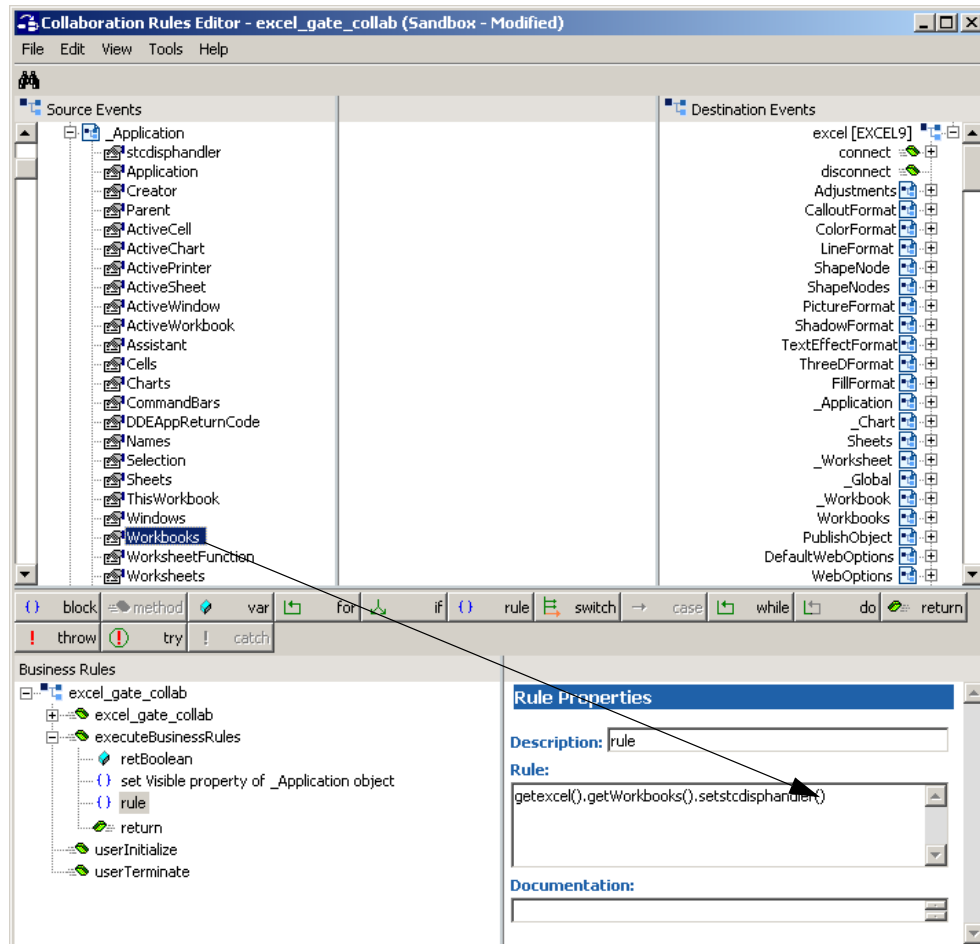 Collaboration Rules Editor - excel_gate_collab (Sandbox - Modified)
File Edit View Tools Help
Source Events
_Application
stcdisphandler
Application
Creator
Parent
ActiveCell
ActiveChart
ActivePrinter
ActiveSheet
ActiveWindow
ActiveWorkbook
Assistant
Cells
Charts
CommandBars
DDEAppReturnCode
Names
Selection
Sheets
ThisWorkbook
Windows
Workbooks
WorksheetFunction
Worksheets
Destination Events
excel [EXCEL9]
connect
disconnect
Adjustments
CalloutFormat
ColorFormat
LineFormat
ShapeNode
ShapeNodes
PictureFormat
ShadowFormat
TextEffectFormat
ThreeDFormat
FillFormat
_Application
_Chart
Sheets
_Worksheet
_Global
_Workbook
Workbooks
PublishObject
DefaultWebOptions
WebOptions
{} block method var for if {} rule switch case while do return
! throw try ! catch
Business Rules
excel_gate_collab
excel_gate_collab
executeBusinessRules
retBoolean
{} set Visible property of _Application object
{} rule
return
userInitialize
userTerminate
Rule Properties
Description: rule
Rule:
getexcel().getWorkbooks().setstcdisphandler()
Documentation: